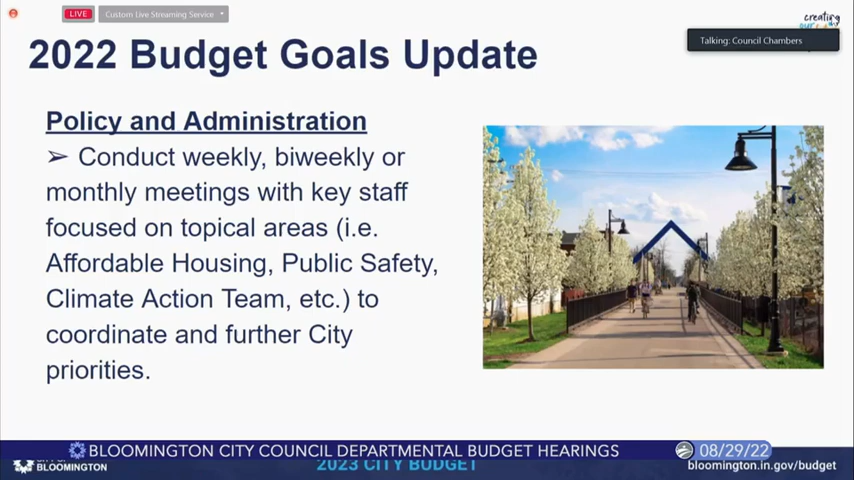 LIVE
Custom Live Streaming Service
creating
Talking: Council Chambers
2022 Budget Goals Update
Policy and Administration
➢ Conduct weekly, biweekly or
monthly meetings with key staff
focused on topical areas (i.e.
Affordable Housing, Public Safety,
Climate Action Team, etc.) to
coordinate and further City
priorities.
BLOOMINGTON CITY COUNCIL DEPARTMENTAL BUDGET HEARINGS
08/29/22
BLOOMINGTON
2023 CITY BUDGET
bloomington.in.gov/budget